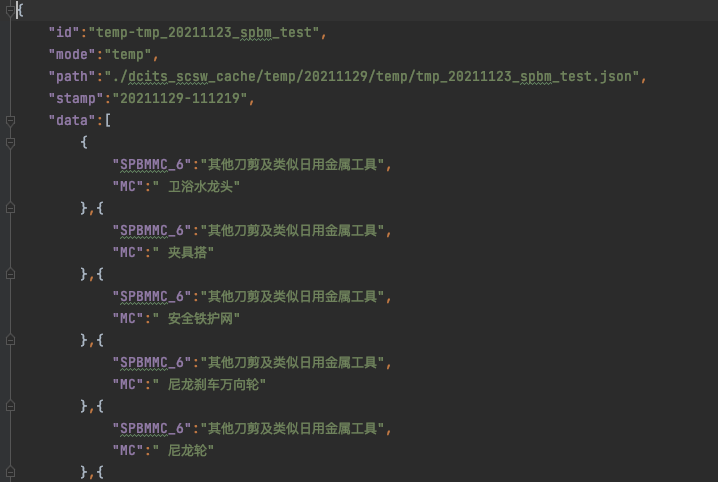 {
"id":"temp-tmp_20211123_spbm_test",
"mode":"temp",
"path":"./dcits_scsw_cache/temp/20211129/temp/tmp_20211123_spbm_test.json",
"stamp":"20211129-111219",
"data":[
{
"SPBMMC_6":"其他刀剪及类似日用金属工具",
"MC":" 卫浴水龙头"
},{
"SPBMMC_6":"其他刀剪及类似日用金属工具",
"MC":" 夹具搭"
},{
"SPBMMC_6":"其他刀剪及类似日用金属工具",
"MC":" 安全铁护网"
},{
"SPBMMC_6":"其他刀剪及类似日用金属工具",
"MC":" 尼龙刹车万向轮"
},{
"SPBMMC_6":"其他刀剪及类似日用金属工具",
"MC":" 尼龙轮"
},{